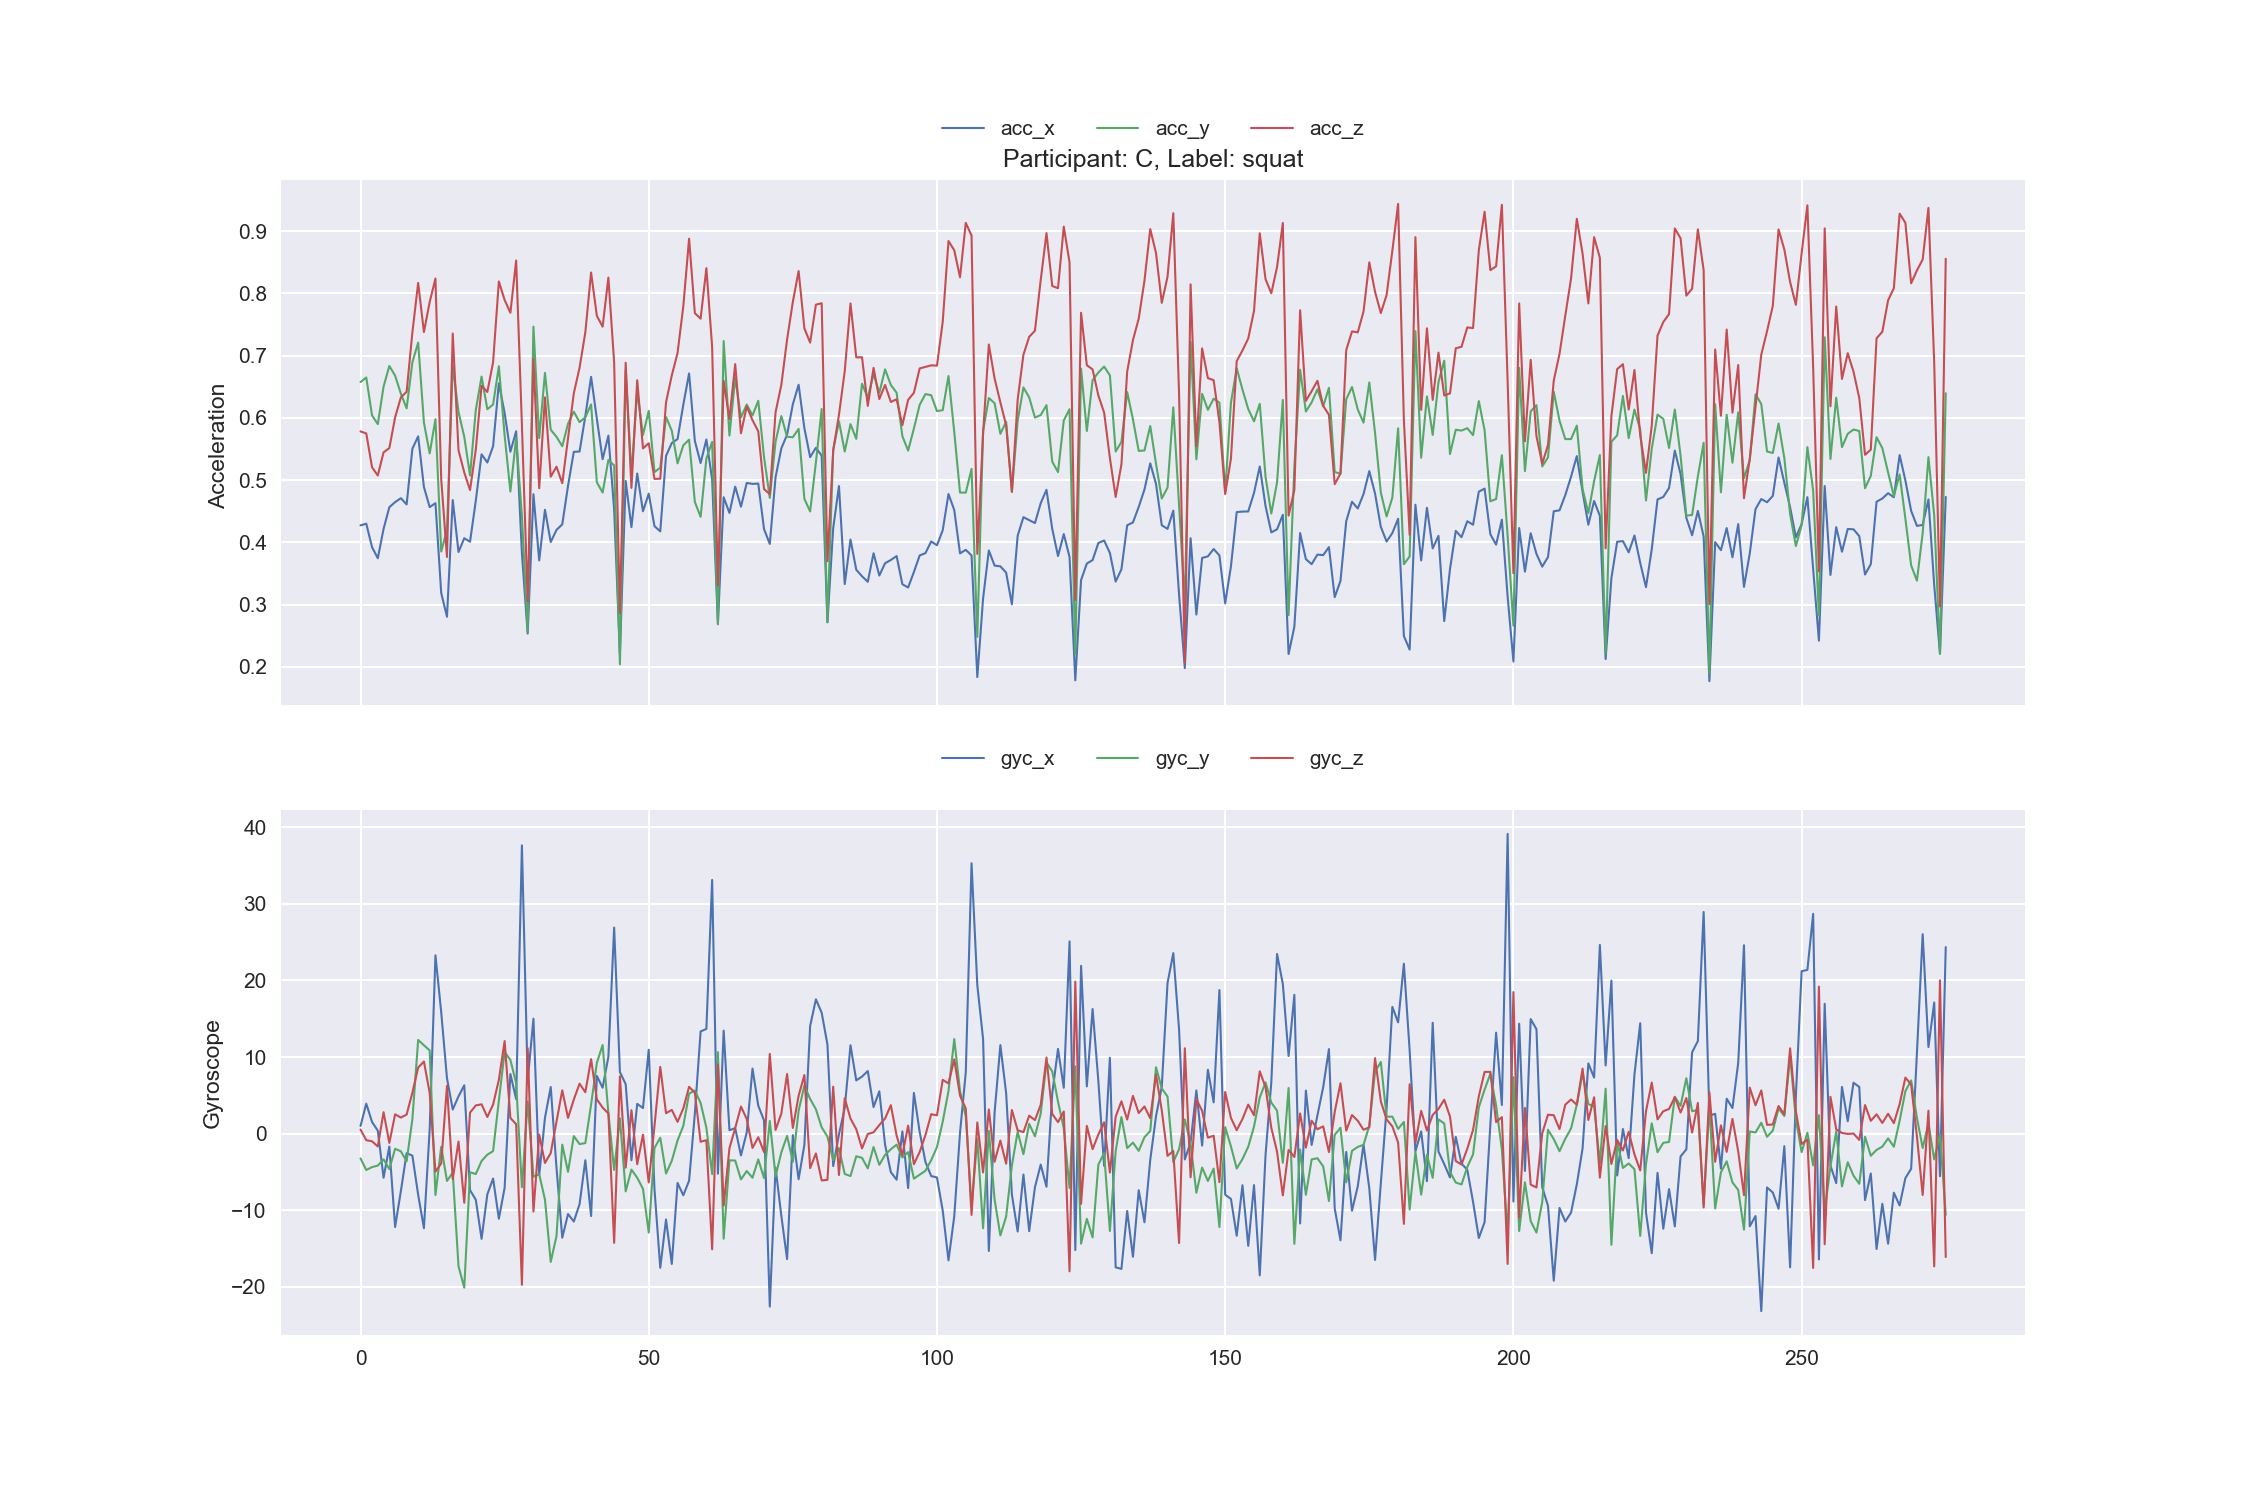 acc_x acc_y acc_z
Participant: C, Label: squat
Acceleration
0.9
0.8
0.7
0.6
0.5
0.4
0.3
0.2
gyc_x gyc_y gyc_z
Gyroscope
40
30
20
10
0
−10
−20
0 50 100 150 200 250